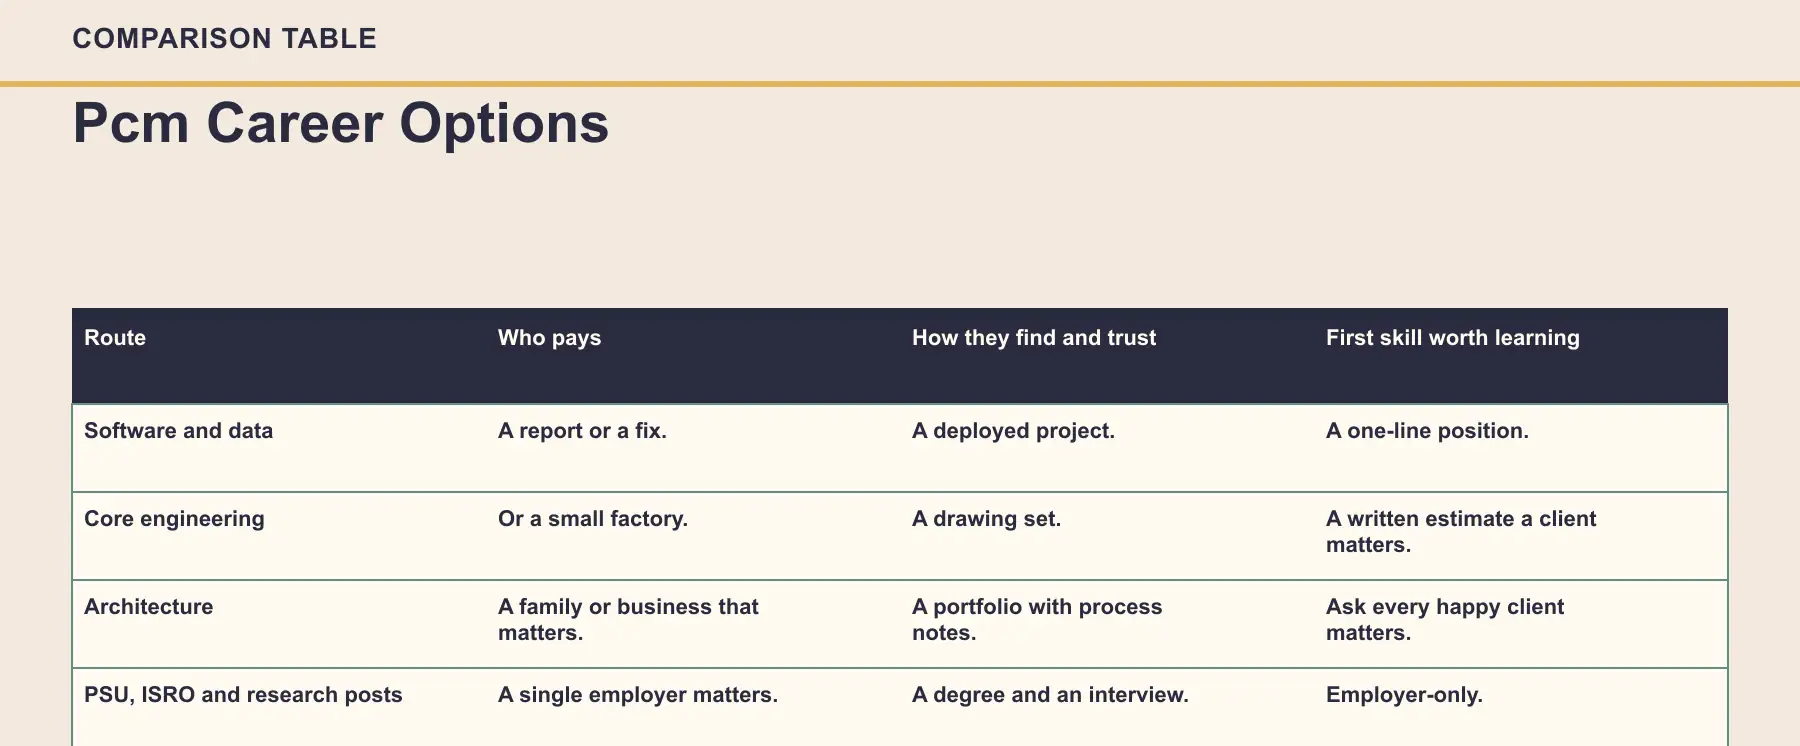 COMPARISON TABLE
Pcm Career Options
Route Who pays How they find and trust First skill worth learning
Software and data A report or a fix. A deployed project. A one-line position.
Core engineering Or a small factory. A drawing set. A written estimate a client
matters.
Architecture A family or business that A portfolio with process Ask every happy client
matters. notes. matters.
PSU, ISRO and research posts A single employer matters. A degree and an interview. Employer-only.